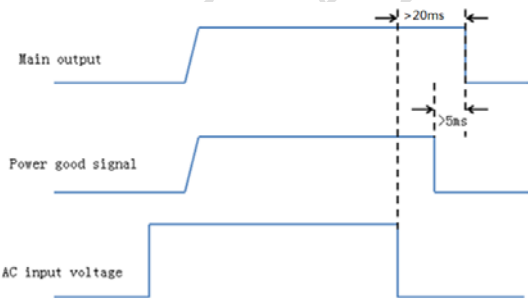 >20ms
Main output
>5ms
Power good signal
AC input voltage